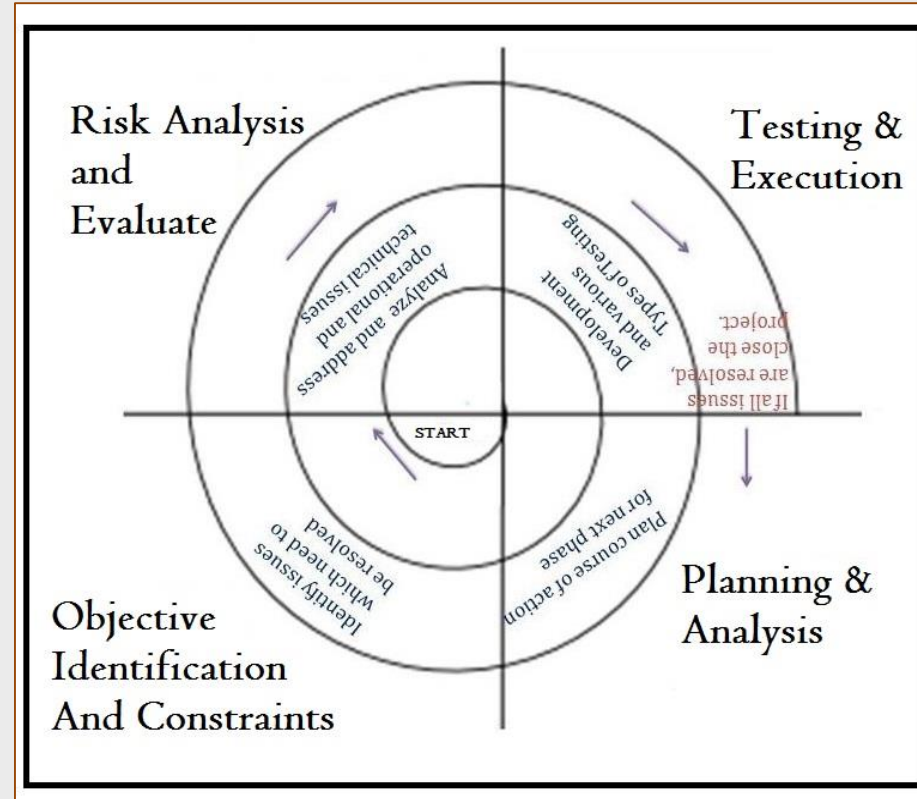 Risk Analysis
and
Evaluate
Testing &
Execution
Analyze and address
operational and
technical issues
Development
and various
Types of Testing
If all issues
are resolved,
close the
project.
START
Identify issues
which need to
be resolved
Plan course of action
for next phase
Objective
Identification
And Constraints
Planning &
Analysis